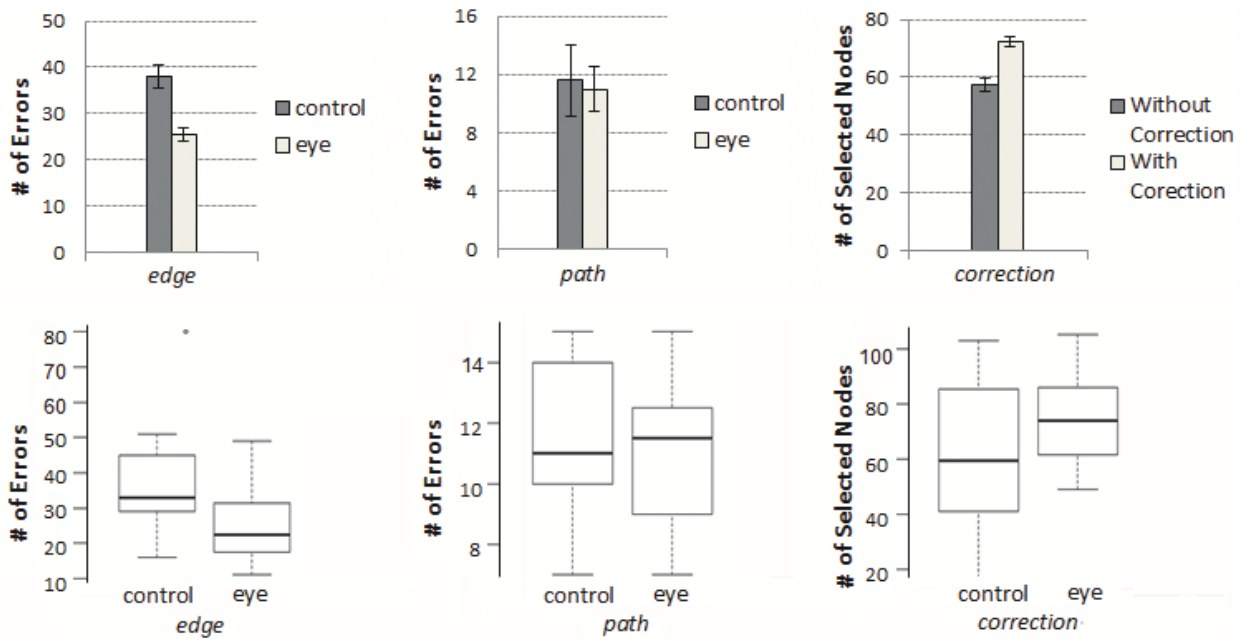 # of Errors
50
40
30
20
10
0
edge
control
eye
# of Errors
16
12
8
4
0
path
control
eye
# of Selected Nodes
80
60
40
20
0
correction
Without
Correction
With
Corection
# of Errors
80
70
60
50
40
30
20
10
control eye
edge
# of Errors
14
12
10
8
control eye
path
# of Selected Nodes
100
80
60
40
20
control eye
correction